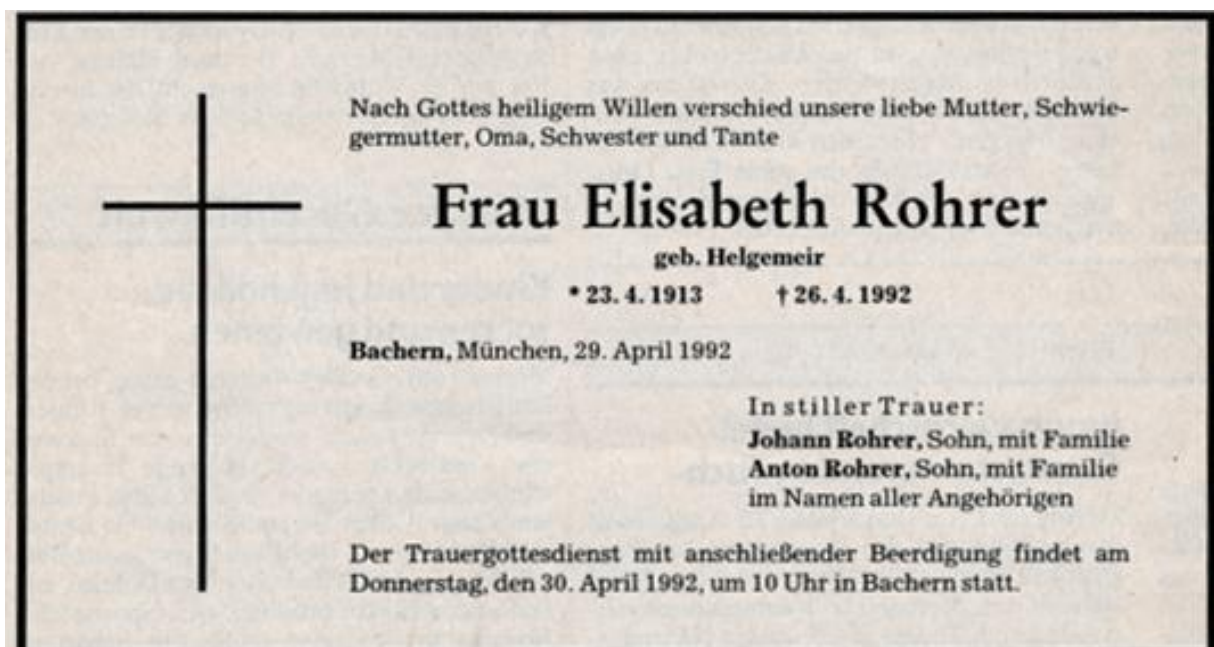 Nach Gottes heiligem Willen verschied unsere liebe Mutter, Schwie-
germutter, Oma, Schwester und Tante
Frau Elisabeth Rohrer
geb. Helgemeir
* 23. 4. 1913 † 26. 4. 1992
Bachern, München, 29. April 1992
In stiller Trauer:
Johann Rohrer, Sohn, mit Familie
Anton Rohrer, Sohn, mit Familie
im Namen aller Angehörigen
Der Trauergottesdienst mit anschließender Beerdigung findet am
Donnerstag, den 30. April 1992, um 10 Uhr in Bachern statt.